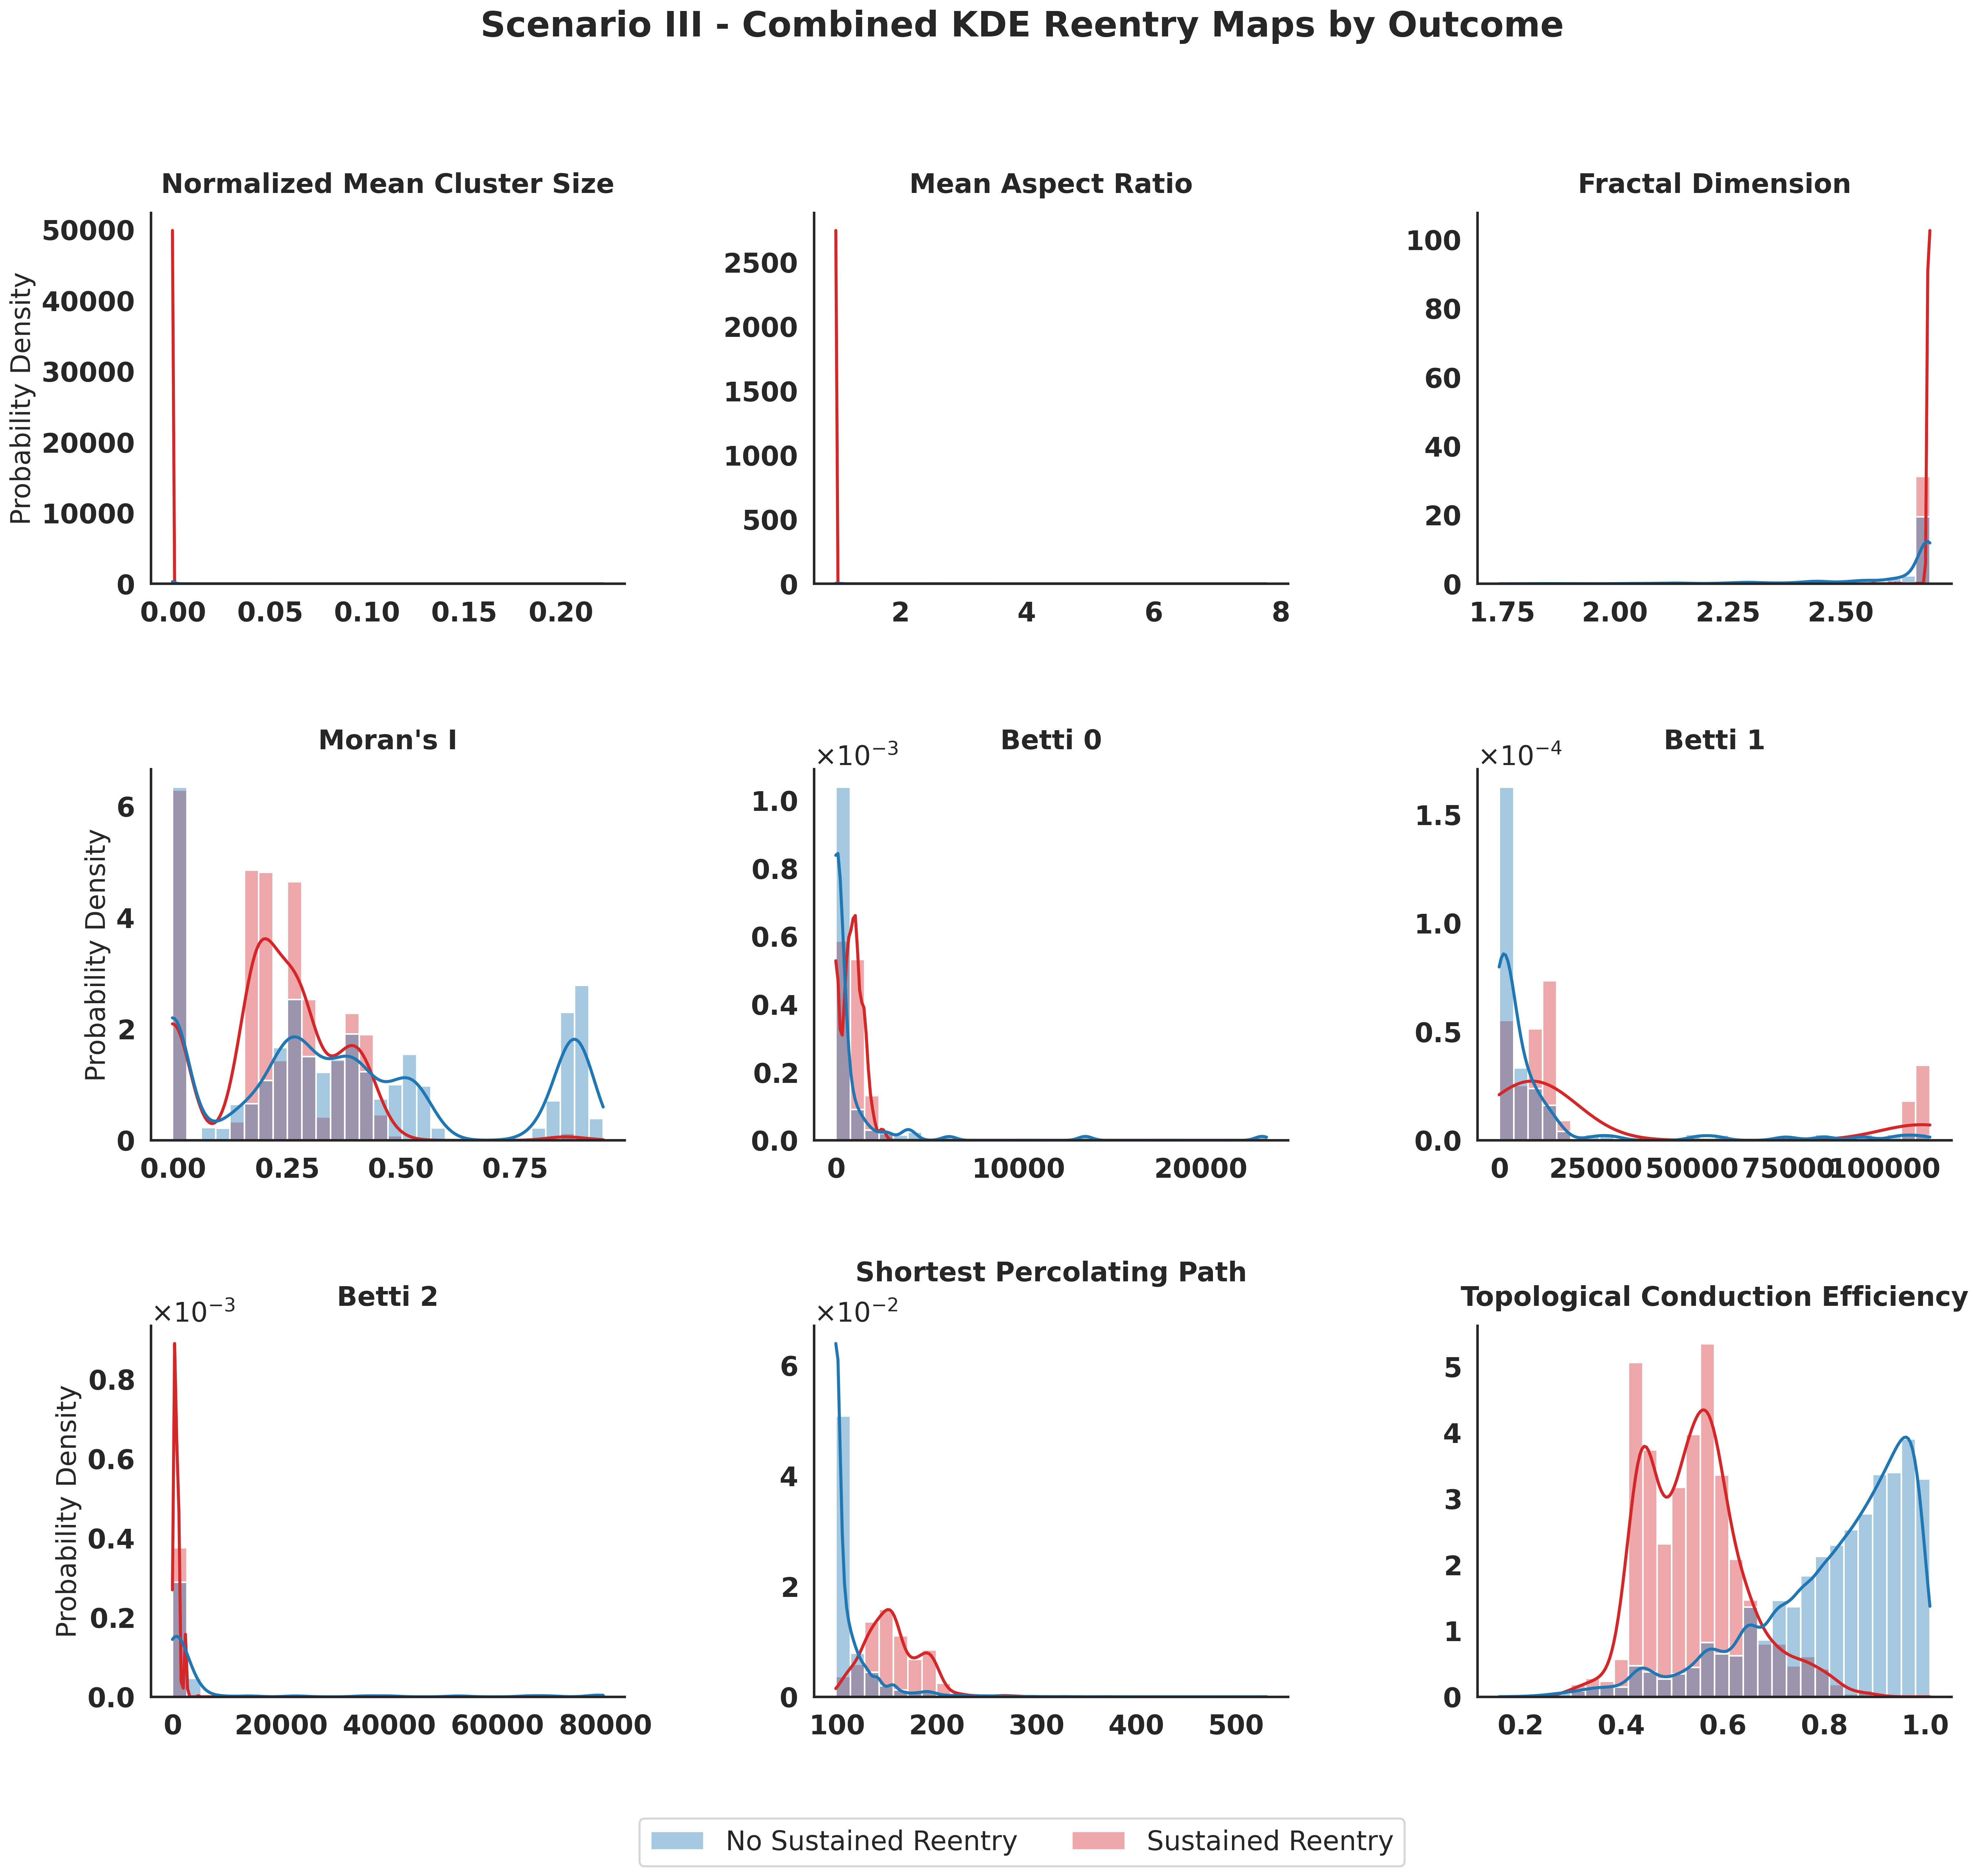 Scenario III - Combined KDE Reentry Maps by Outcome
Normalized Mean Cluster Size
Probability Density
50000
40000
30000
20000
10000
0
0.00 0.05 0.10 0.15 0.20
Mean Aspect Ratio
2500
2000
1500
1000
500
0
2 4 6 8
Fractal Dimension
100
80
60
40
20
0
1.75 2.00 2.25 2.50
Moran's I
Probability Density
6
4
2
0
0.00 0.25 0.50 0.75
Betti 0
×10⁻³
1.0
0.8
0.6
0.4
0.2
0.0
0 10000 20000
Betti 1
×10⁻⁴
1.5
1.0
0.5
0.0
0 25000 50000 75000 100000
Betti 2
×10⁻³
Probability Density
0.8
0.6
0.4
0.2
0.0
0 20000 40000 60000 80000
Shortest Percolating Path
×10⁻²
6
4
2
0
100 200 300 400 500
Topological Conduction Efficiency
5
4
3
2
1
0
0.2 0.4 0.6 0.8 1.0
No Sustained Reentry Sustained Reentry